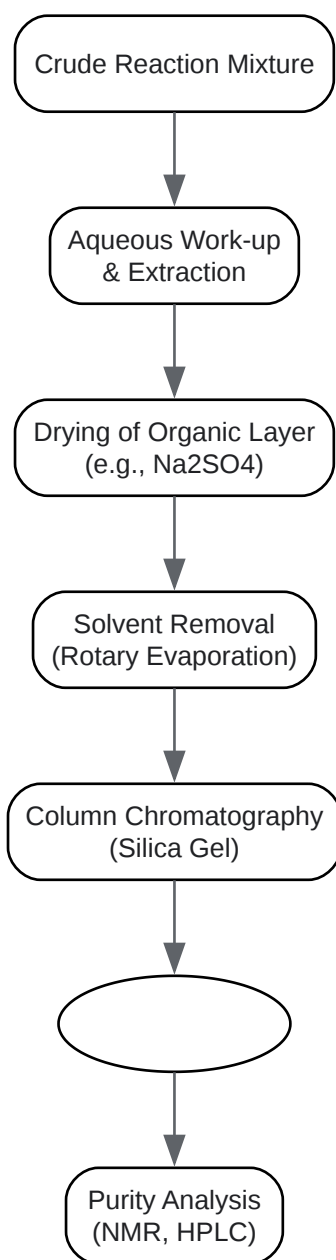 Crude Reaction Mixture
Aqueous Work-up
& Extraction
Drying of Organic Layer
(e.g., Na2SO4)
Solvent Removal
(Rotary Evaporation)
Column Chromatography
(Silica Gel)
Purity Analysis
(NMR, HPLC)